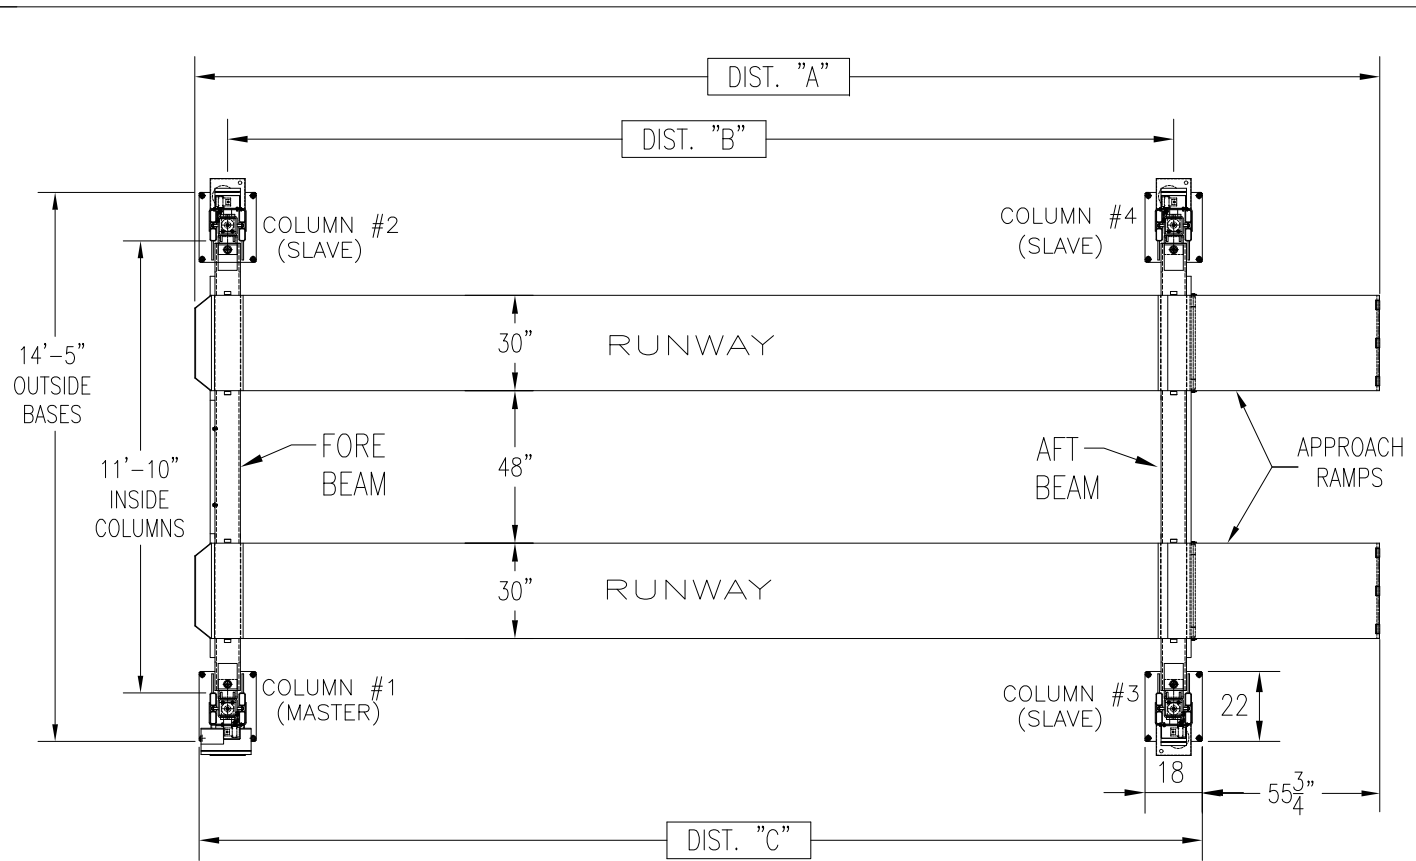 DIST. "A"
DIST. "B"
COLUMN #2
(SLAVE)
COLUMN #4
(SLAVE)
14'-5"
OUTSIDE
BASES
30"
RUNWAY
11'-10"
INSIDE
COLUMNS
FORE
BEAM
48"
AFT
BEAM
APPROACH
RAMPS
30"
RUNWAY
COLUMN #1
(MASTER)
COLUMN #3
(SLAVE)
22
18
55 3/4"
DIST. "C"